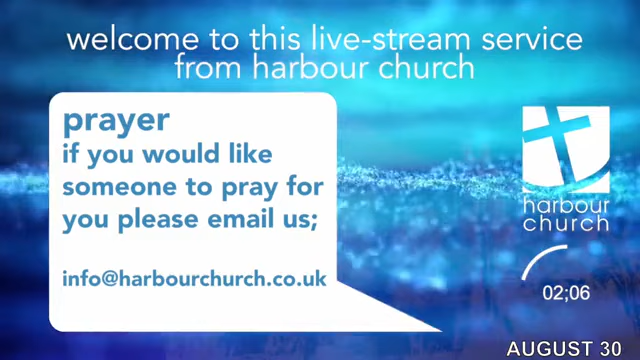 welcome to this live-stream service
from harbour church
prayer
if you would like
someone to pray for
you please email us;
info@harbourchurch.co.uk
harbour
church
02;06
AUGUST 30